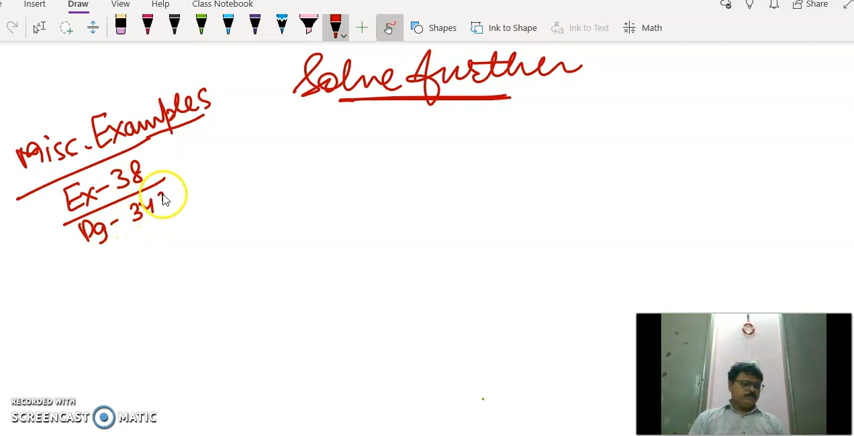 Insert Draw View Help Class Notebook Share
Shapes Ink to Shape Ink to Text Math
Solve further
Misc. Examples
Ex-38
Pg- 34
RECORDED WITH
SCREENCAST MATIC